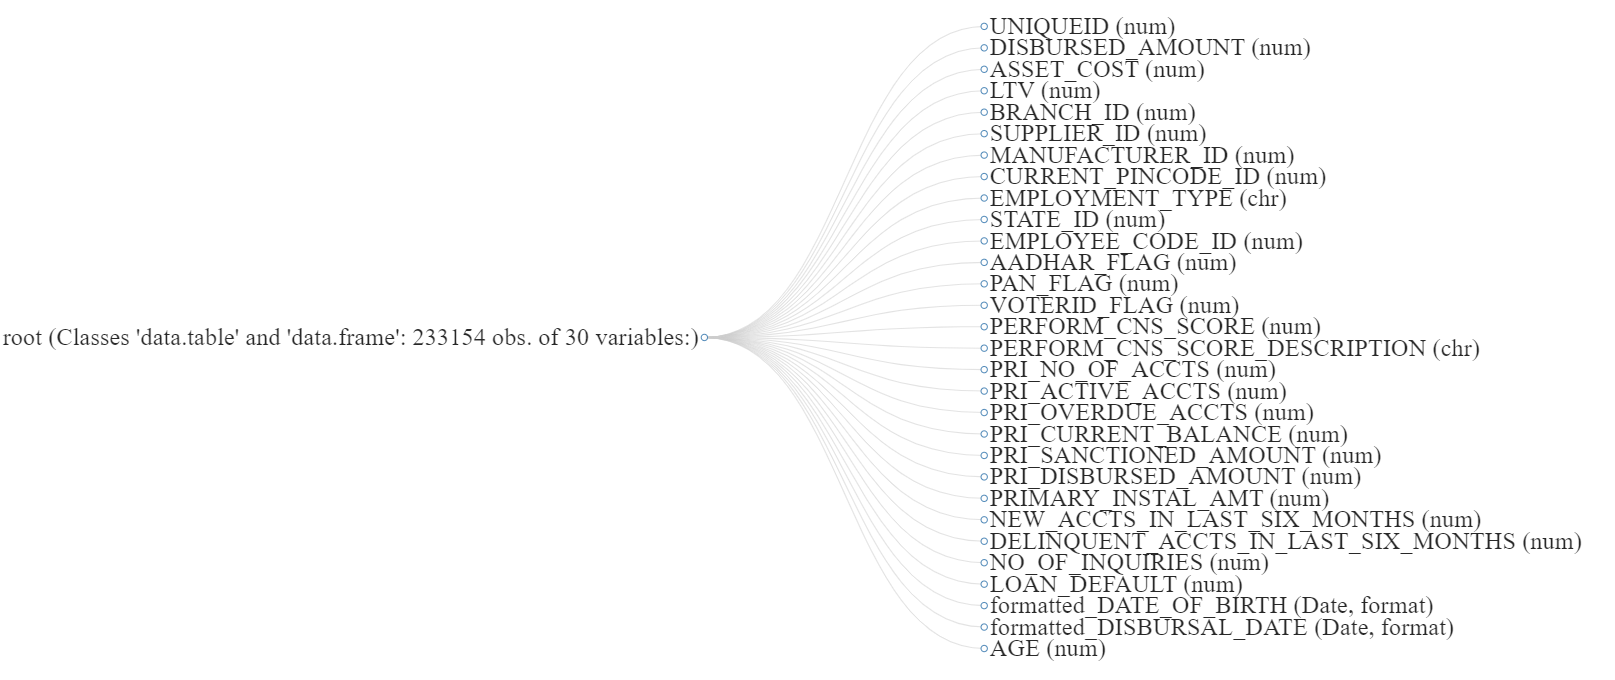 root (Classes 'data.table' and 'data.frame': 233154 obs. of 30 variables:)
UNIQUEID (num)
DISBURSED_AMOUNT (num)
ASSET_COST (num)
LTV (num)
BRANCH_ID (num)
SUPPLIER_ID (num)
MANUFACTURER_ID (num)
CURRENT_PINCODE_ID (num)
EMPLOYMENT_TYPE (chr)
STATE_ID (num)
EMPLOYEE_CODE_ID (num)
AADHAR_FLAG (num)
PAN_FLAG (num)
VOTERID_FLAG (num)
PERFORM_CNS_SCORE (num)
PERFORM_CNS_SCORE_DESCRIPTION (chr)
PRI_NO_OF_ACCTS (num)
PRI_ACTIVE_ACCTS (num)
PRI_OVERDUE_ACCTS (num)
PRI_CURRENT_BALANCE (num)
PRI_SANCTIONED_AMOUNT (num)
PRI_DISBURSED_AMOUNT (num)
PRIMARY_INSTAL_AMT (num)
NEW_ACCTS_IN_LAST_SIX_MONTHS (num)
DELINQUENT_ACCTS_IN_LAST_SIX_MONTHS (num)
NO_OF_INQUIRIES (num)
LOAN_DEFAULT (num)
formatted_DATE_OF_BIRTH (Date, format)
formatted_DISBURSAL_DATE (Date, format)
AGE (num)